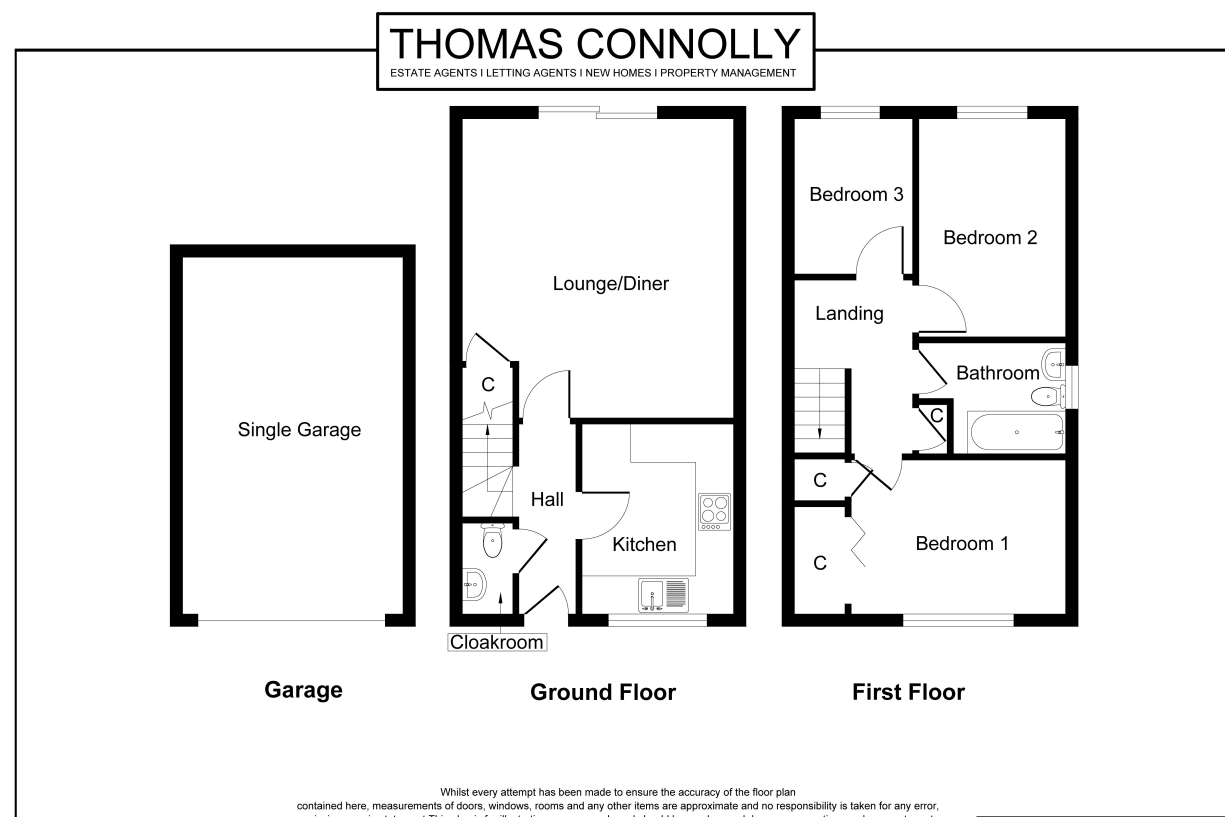 THOMAS CONNOLLY
ESTATE AGENTS I LETTING AGENTS I NEW HOMES I PROPERTY MANAGEMENT
Bedroom 3
Bedroom 2
Lounge/Diner
Landing
Bathroom
C
C
Single Garage
C
Hall
Kitchen
Bedroom 1
C
Cloakroom
Garage
Ground Floor
First Floor
Whilst every attempt has been made to ensure the accuracy of the floor plan
contained here, measurements of doors, windows, rooms and any other items are approximate and no responsibility is taken for any error,